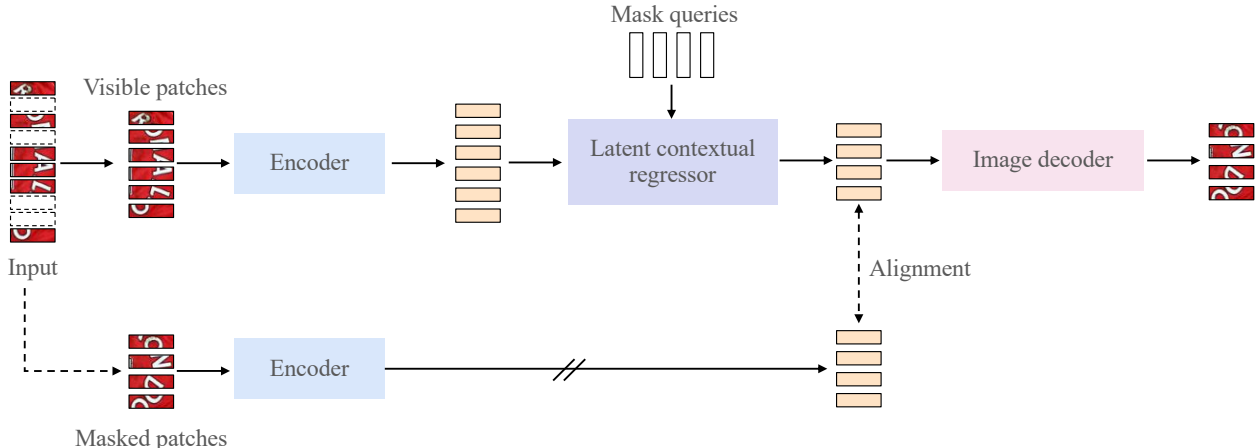 Mask queries
Visible patches
Encoder
Latent contextual
regressor
Image decoder
Input
Alignment
Encoder
Masked patches